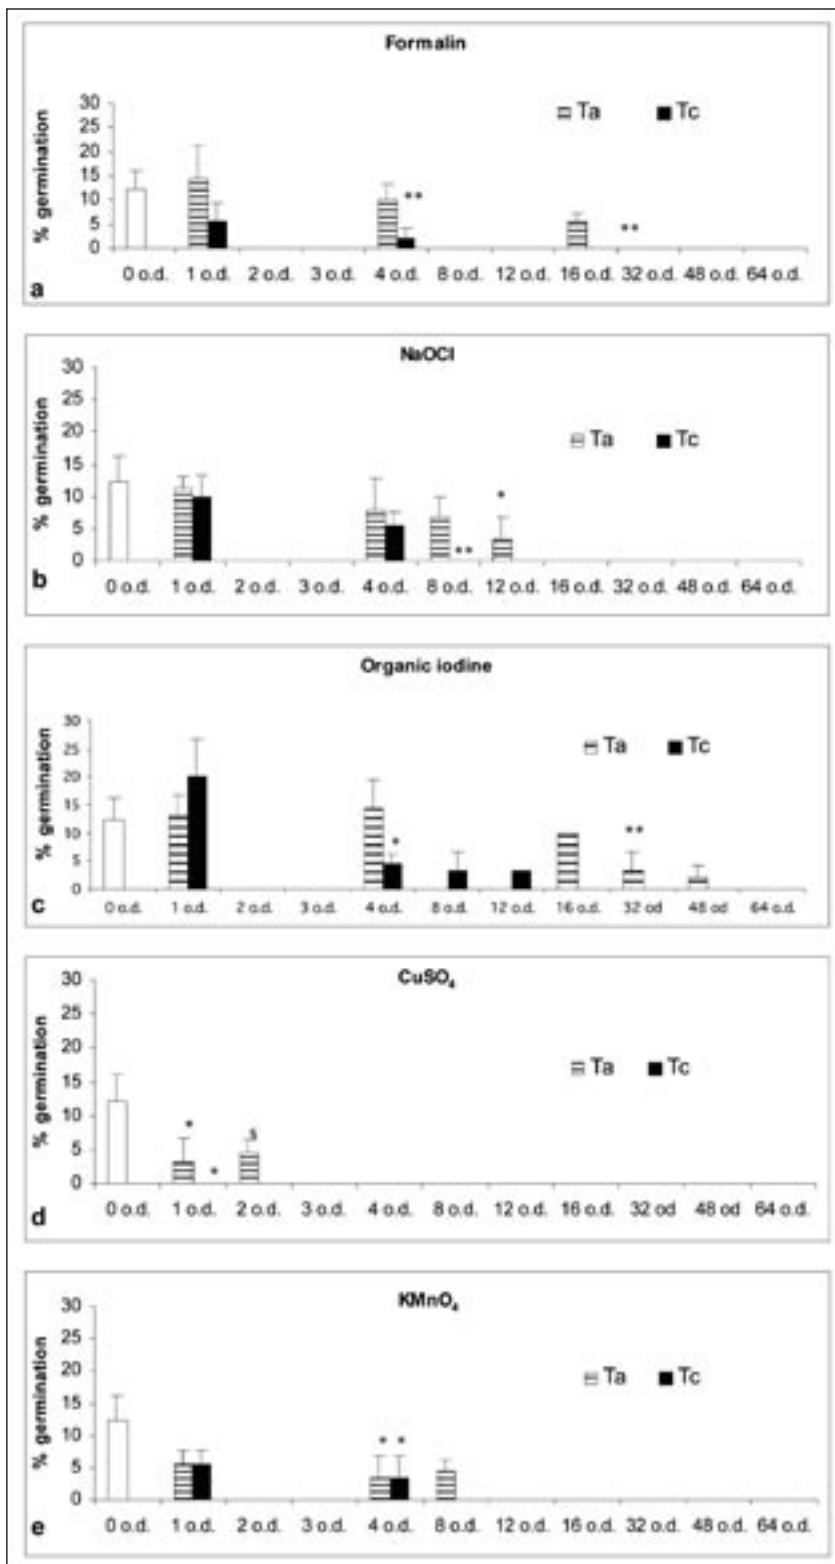 Formalin
30
25
20
15
10
5
0
% germination
Ta Tc
** **
0 o.d. 1 o.d. 2 o.d. 3 o.d. 4 o.d. 8 o.d. 12 o.d. 16 o.d. 32 o.d. 48 o.d. 64 o.d.
a
NaOCl
30
25
20
15
10
5
0
% germination
Ta Tc
** *
0 o.d. 1 o.d. 2 o.d. 3 o.d. 4 o.d. 8 o.d. 12 o.d. 16 o.d. 32 o.d. 48 o.d. 64 o.d.
b
Organic iodine
30
25
20
15
10
5
0
% germination
Ta Tc
* **
0 o.d. 1 o.d. 2 o.d. 3 o.d. 4 o.d. 8 o.d. 12 o.d. 16 o.d. 32 od 48 od 64 o.d.
c
CuSO₄
30
25
20
15
10
5
0
% germination
Ta Tc
* *
0 o.d. 1 o.d. 2 o.d. 3 o.d. 4 o.d. 8 o.d. 12 o.d. 16 o.d. 32 od 48 od 64 o.d.
d
KMnO₄
30
25
20
15
10
5
0
% germination
Ta Tc
* *
0 o.d. 1 o.d. 2 o.d. 3 o.d. 4 o.d. 8 o.d. 12 o.d. 16 o.d. 32 o.d. 48 o.d. 64 o.d.
e